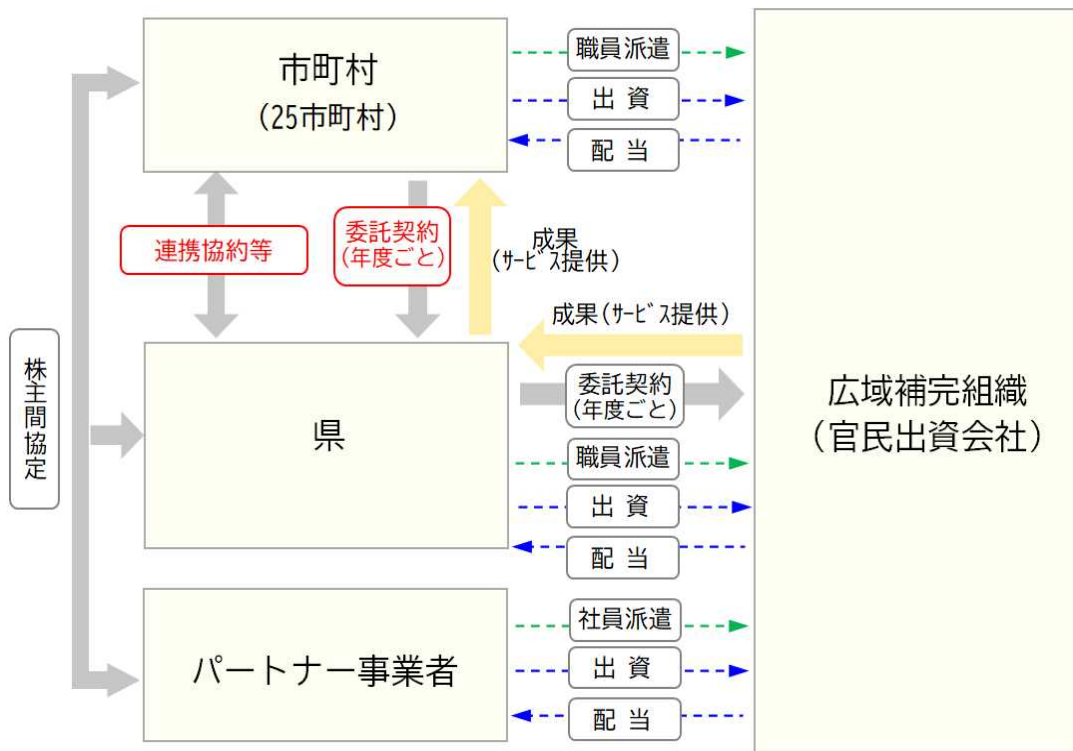 市町村
(25市町村)
職員派遣
出 資
配 当
連携協約等
委託契約
(年度ごと)
成果
(ｻｰﾋﾞｽ提供)
成果(ｻｰﾋﾞｽ提供)
株主間協定
県
委託契約
(年度ごと)
職員派遣
出 資
配 当
広域補完組織
(官民出資会社)
パートナー事業者
社員派遣
出 資
配 当